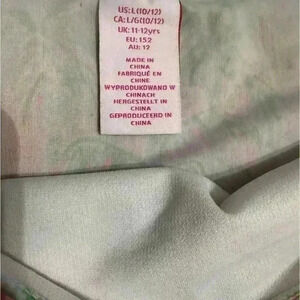 US:L(10/12)
CA:L/G(10/12)
UK:11-12yrs
EU:152
AU:12
MADE IN
CHINA
FABRIQUÉ EN
CHINE
WYPRODUKOWANO W
CHINACH
HERGESTELLT IN
CHINA
GEPRODUCEERD IN
CHINA